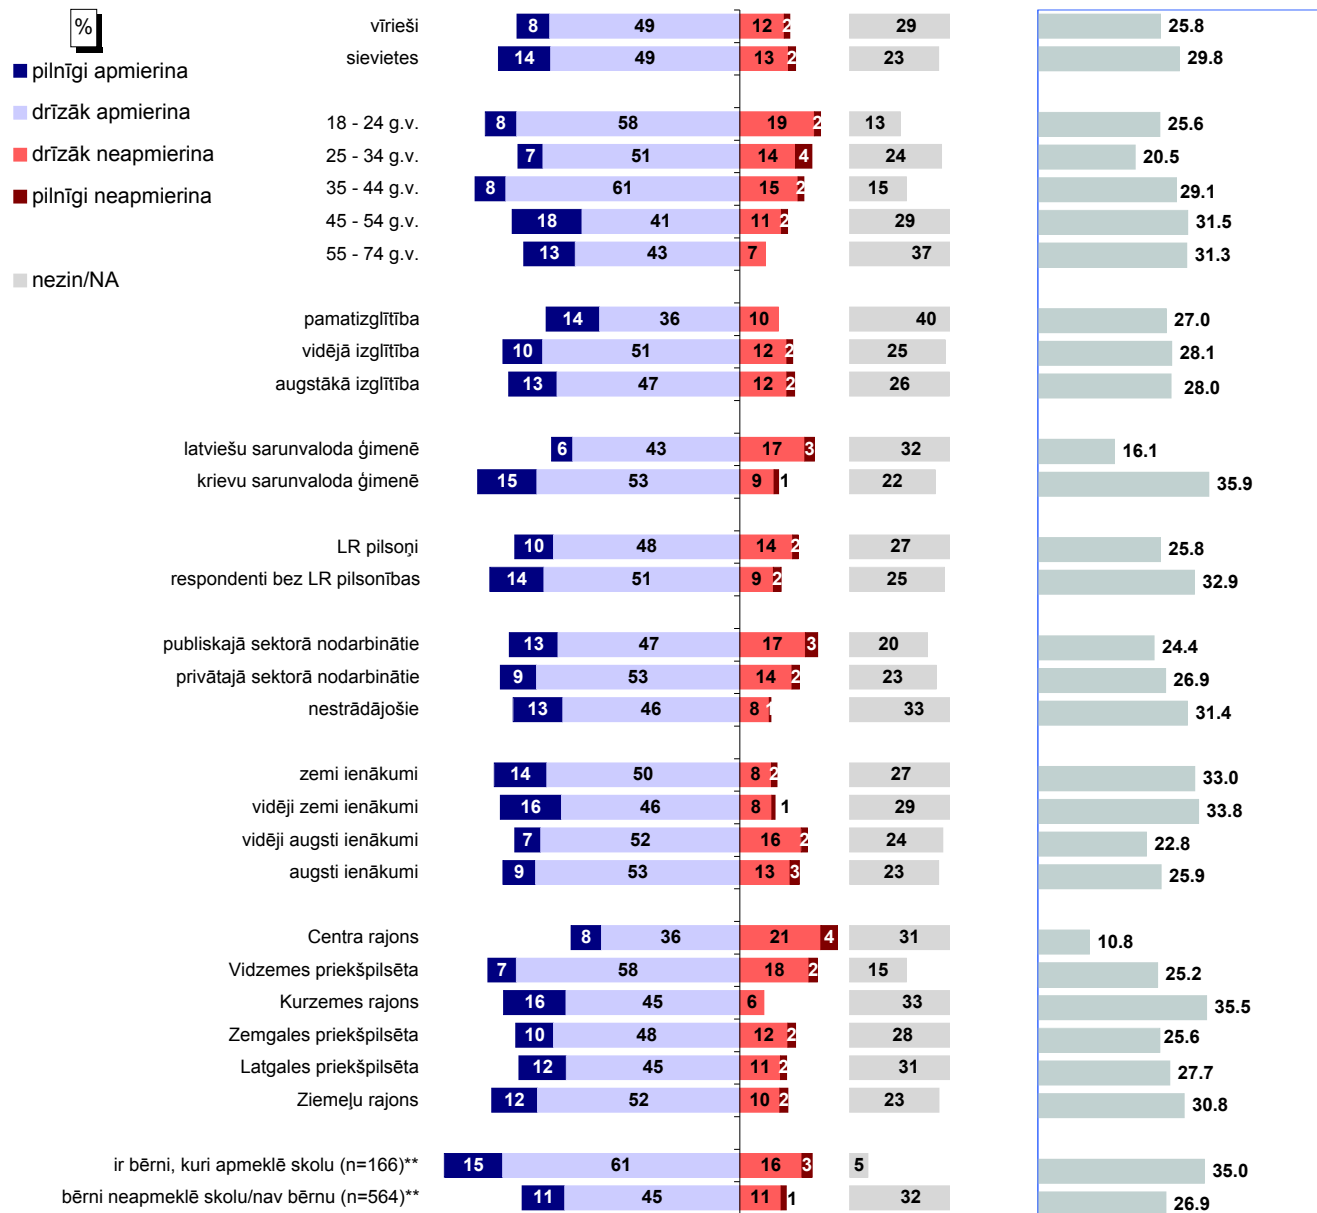 %
pilnīgi apmierina
drīzāk apmierina
drīzāk neapmierina
pilnīgi neapmierina
nezin/NA
vīrieši 8 49 12 2 29 25.8
sievietes 14 49 13 2 23 29.8
18 - 24 g.v. 8 58 19 2 13 25.6
25 - 34 g.v. 7 51 14 4 24 20.5
35 - 44 g.v. 8 61 15 2 15 29.1
45 - 54 g.v. 18 41 11 2 29 31.5
55 - 74 g.v. 13 43 7 37 31.3
pamatizglītība 14 36 10 40 27.0
vidējā izglītība 10 51 12 2 25 28.1
augstākā izglītība 13 47 12 2 26 28.0
latviešu sarunvaloda ģimenē 6 43 17 3 32 16.1
krievu sarunvaloda ģimenē 15 53 9 1 22 35.9
LR pilsoņi 10 48 14 2 27 25.8
respondenti bez LR pilsonības 14 51 9 2 25 32.9
publiskajā sektorā nodarbinātie 13 47 17 3 20 24.4
privātajā sektorā nodarbinātie 9 53 14 2 23 26.9
nestrādājošie 13 46 8 1 33 31.4
zemi ienākumi 14 50 8 2 27 33.0
vidēji zemi ienākumi 16 46 8 1 29 33.8
vidēji augsti ienākumi 7 52 16 2 24 22.8
augsti ienākumi 9 53 13 3 23 25.9
Centra rajons 8 36 21 4 31 10.8
Vidzemes priekšpilsēta 7 58 18 2 15 25.2
Kurzemes rajons 16 45 6 33 35.5
Zemgales priekšpilsēta 10 48 12 2 28 25.6
Latgales priekšpilsēta 12 45 11 2 31 27.7
Ziemeļu rajons 12 52 10 2 23 30.8
ir bērni, kuri apmeklē skolu (n=166)** 15 61 16 3 5 35.0
bērni neapmeklē skolu/nav bērnu (n=564)** 11 45 11 1 32 26.9